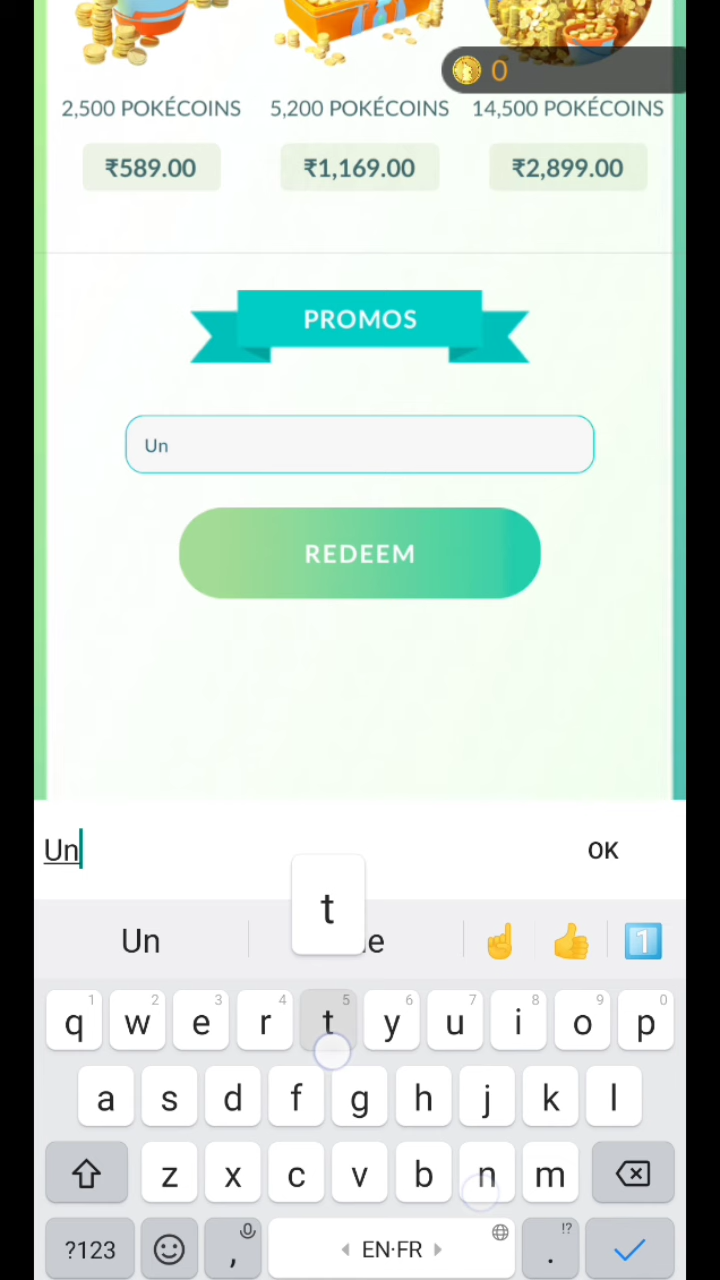 0
2,500 POKÉCOINS 5,200 POKÉCOINS 14,500 POKÉCOINS
₹589.00 ₹1,169.00 ₹2,899.00
PROMOS
Un
REDEEM
Un OK
t
Un e 1
1 2 3 4 5 6 7 8 9 0
q w e r t y u i o p
a s d f g h j k l
z x c v b n m
?123 , EN·FR . !?